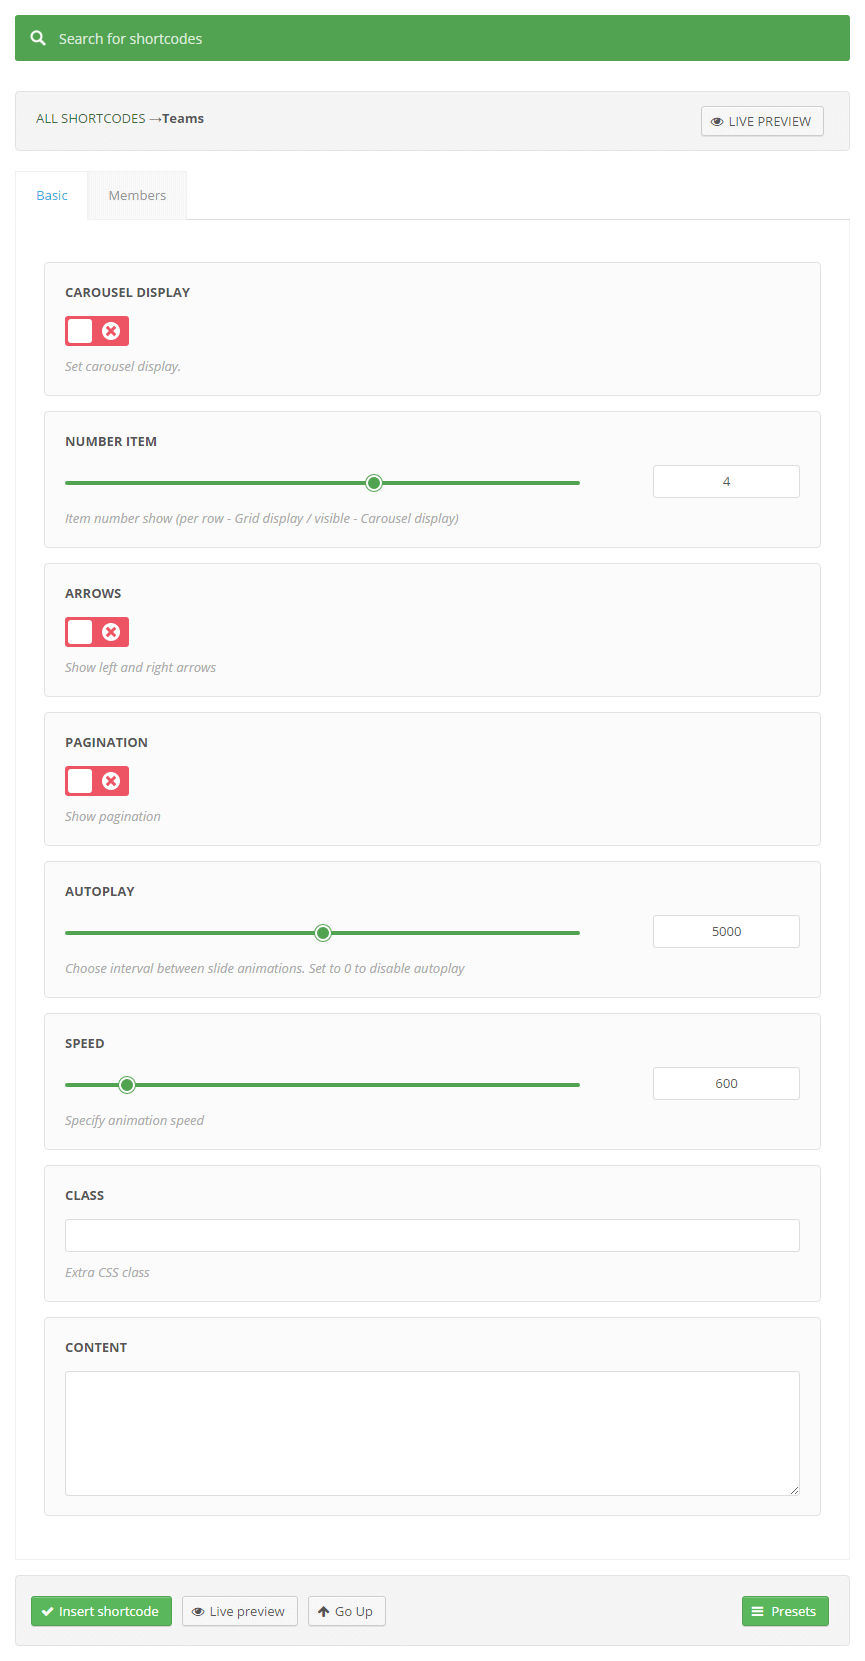 Search for shortcodes
ALL SHORTCODES →Teams
LIVE PREVIEW
Basic
Members
CAROUSEL DISPLAY
Set carousel display.
NUMBER ITEM
4
Item number show (per row - Grid display / visible - Carousel display)
ARROWS
Show left and right arrows
PAGINATION
Show pagination
AUTOPLAY
5000
Choose interval between slide animations. Set to 0 to disable autoplay
SPEED
600
Specify animation speed
CLASS
Extra CSS class
CONTENT
Insert shortcode
Live preview
Go Up
Presets